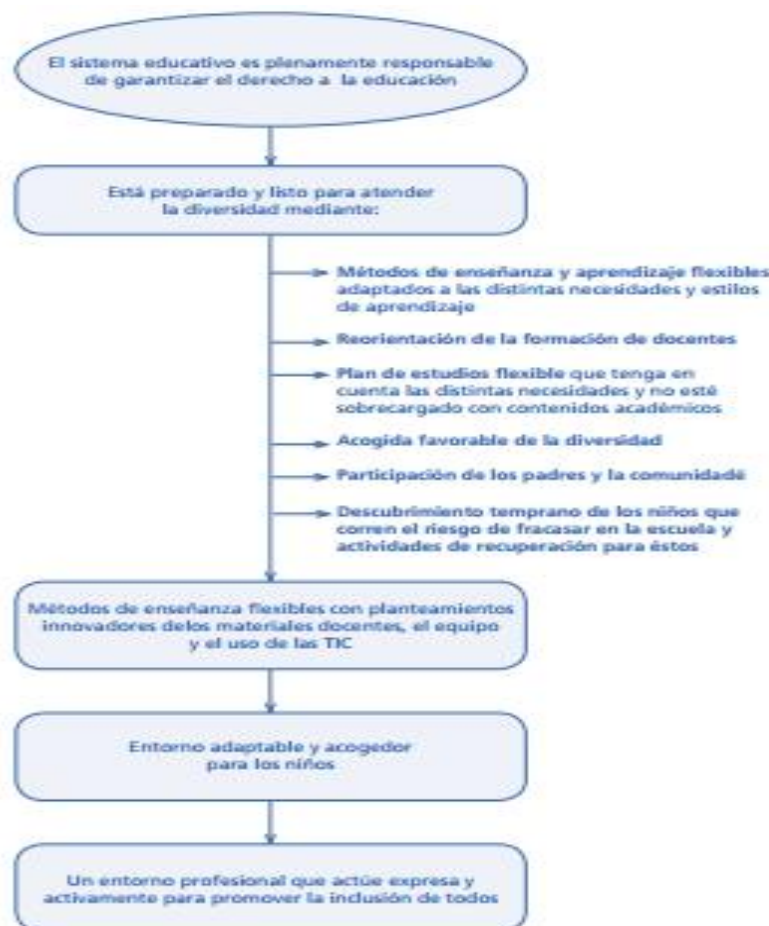 El sistema educativo es plenamente responsable
de garantizar el derecho a la educación
Está preparado y listo para atender
la diversidad mediante:
Métodos de enseñanza y aprendizaje flexibles
adaptados a las distintas necesidades y estilos
de aprendizaje
Reorientación de la formación de docentes
Plan de estudios flexible que tenga en
cuenta las distintas necesidades y no esté
sobrecargado con contenidos académicos
Acogida favorable de la diversidad
Participación de los padres y la comunidadé
Descubrimiento temprano de los niños que
corren el riesgo de fracasar en la escuela y
actividades de recuperación para éstos
Métodos de enseñanza flexibles con planteamientos
innovadores delos materiales docentes, el equipo
y el uso de las TIC
Entorno adaptable y acogedor
para los niños
Un entorno profesional que actúe expresa y
activamente para promover la inclusión de todos